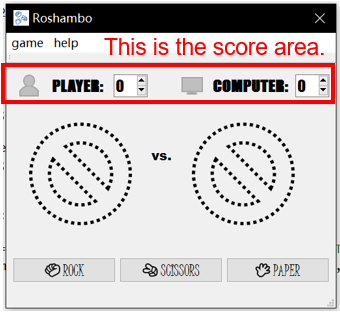 Roshambo
game help
This is the score area.
PLAYER: 0 COMPUTER: 0
vs.
ROCK SCISSORS PAPER